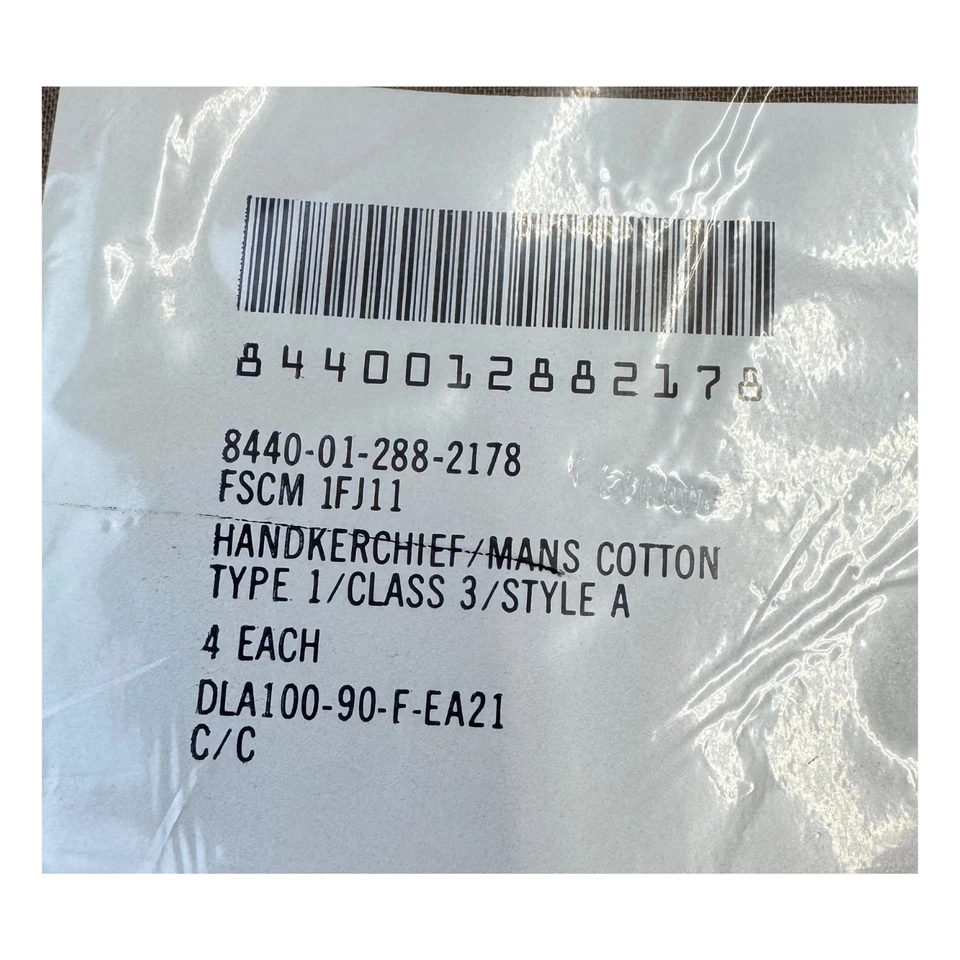 8440012882178
8440-01-288-2178
FSCM 1FJ11
HANDKERCHIEF/MANS COTTON
TYPE 1/CLASS 3/STYLE A
4 EACH
DLA100-90-F-EA21
C/C